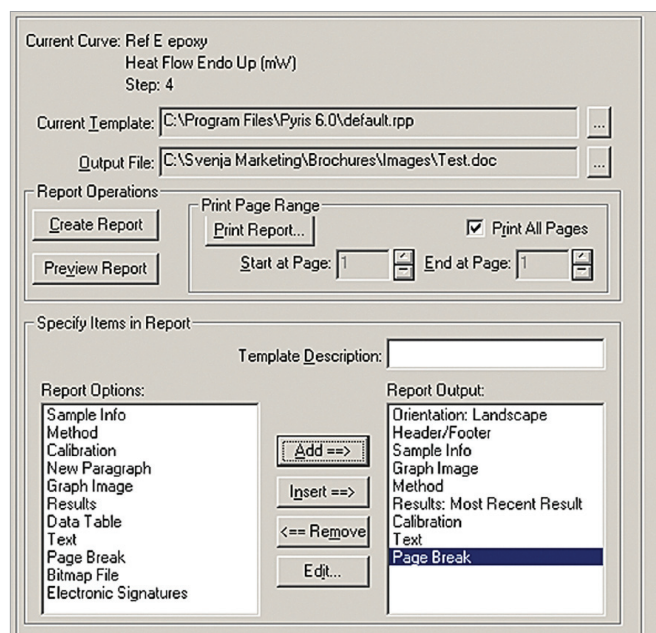 Current Curve: Ref E epoxy
Heat Flow Endo Up (mW)
Step: 4
Current Template: C:\Program Files\Pyris 6.0\default.rpp ...
Output File: C:\Svenja Marketing\Brochures\Images\Test.doc ...
Report Operations
Create Report
Preview Report
Print Page Range
Print Report... Print All Pages
Start at Page: 1 End at Page: 1
Specify Items in Report
Template Description:
Report Options:
Sample Info
Method
Calibration
New Paragraph
Graph Image
Results
Data Table
Text
Page Break
Bitmap File
Electronic Signatures
Add ==>
Insert ==>
<== Remove
Edit...
Report Output:
Orientation: Landscape
Header/Footer
Sample Info
Graph Image
Method
Results: Most Recent Result
Calibration
Text
Page Break